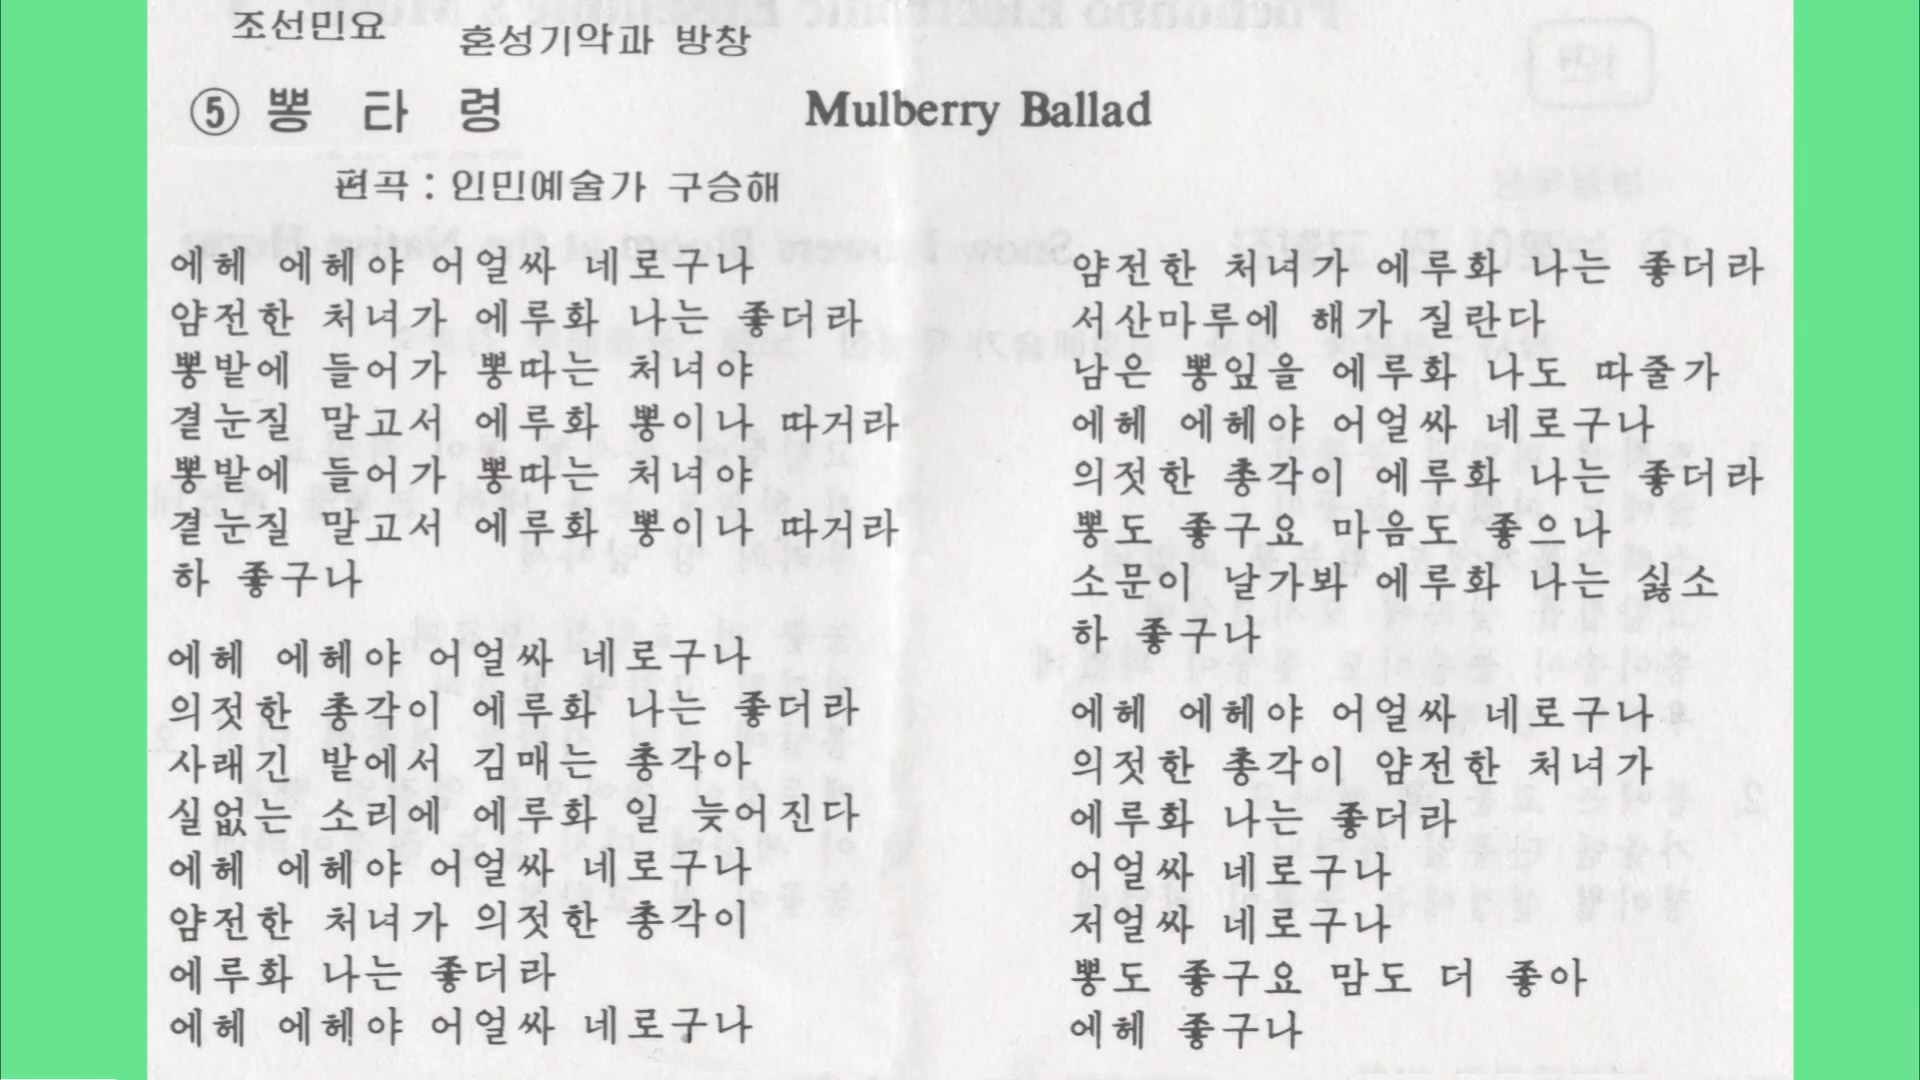 조선민요
혼성기악과 방창
⑤ 뽕 타 령
Mulberry Ballad
편곡 : 인민예술가 구승해
에헤 에헤야 어얼싸 네로구나
얌전한 처녀가 에루화 나는 좋더라
뽕밭에 들어가 뽕따는 처녀야
곁눈질 말고서 에루화 뽕이나 따거라
뽕밭에 들어가 뽕따는 처녀야
곁눈질 말고서 에루화 뽕이나 따거라
하 좋구나
에헤 에헤야 어얼싸 네로구나
의젓한 총각이 에루화 나는 좋더라
사래긴 밭에서 김매는 총각아
실없는 소리에 에루화 일 늦어진다
에헤 에헤야 어얼싸 네로구나
얌전한 처녀가 의젓한 총각이
에루화 나는 좋더라
에헤 에헤야 어얼싸 네로구나
얌전한 처녀가 에루화 나는 좋더라
서산마루에 해가 질란다
남은 뽕잎을 에루화 나도 따줄가
에헤 에헤야 어얼싸 네로구나
의젓한 총각이 에루화 나는 좋더라
뽕도 좋구요 마음도 좋으나
소문이 날가봐 에루화 나는 싫소
하 좋구나
에헤 에헤야 어얼싸 네로구나
의젓한 총각이 얌전한 처녀가
에루화 나는 좋더라
어얼싸 네로구나
저얼싸 네로구나
뽕도 좋구요 맘도 더 좋아
에헤 좋구나